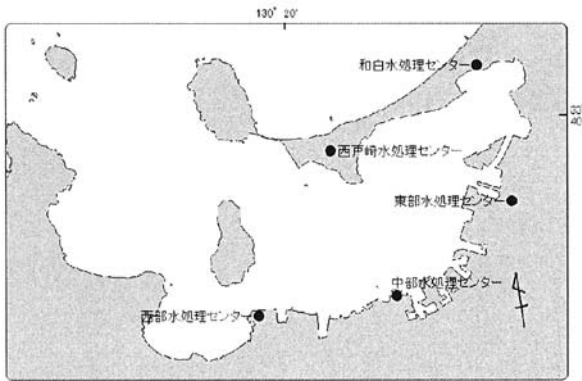 130° 20'
和白水処理センター
西戸崎水処理センター
東部水処理センター
中部水処理センター
西部水処理センター